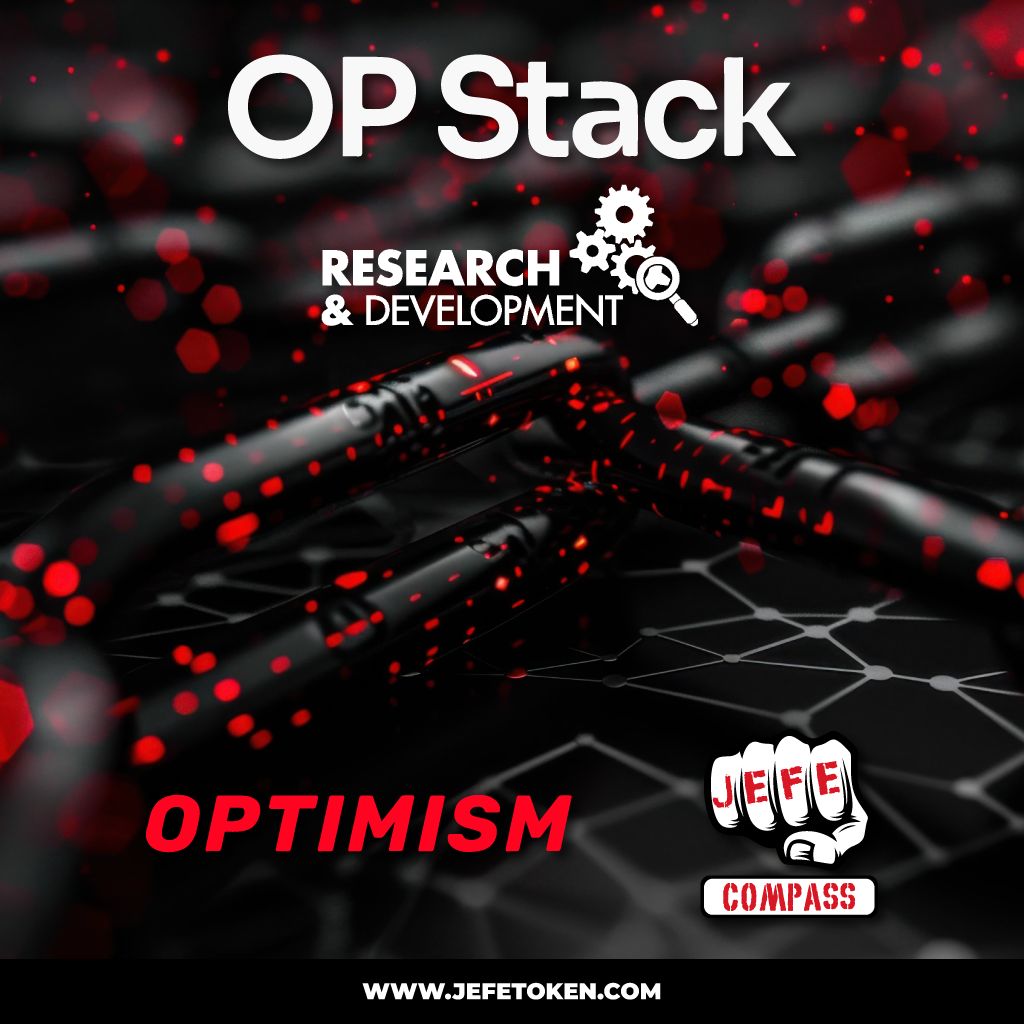 OP Stack
RESEARCH
& DEVELOPMENT
OPTIMISM
JEFE
COMPASS
WWW.JEFETOKEN.COM